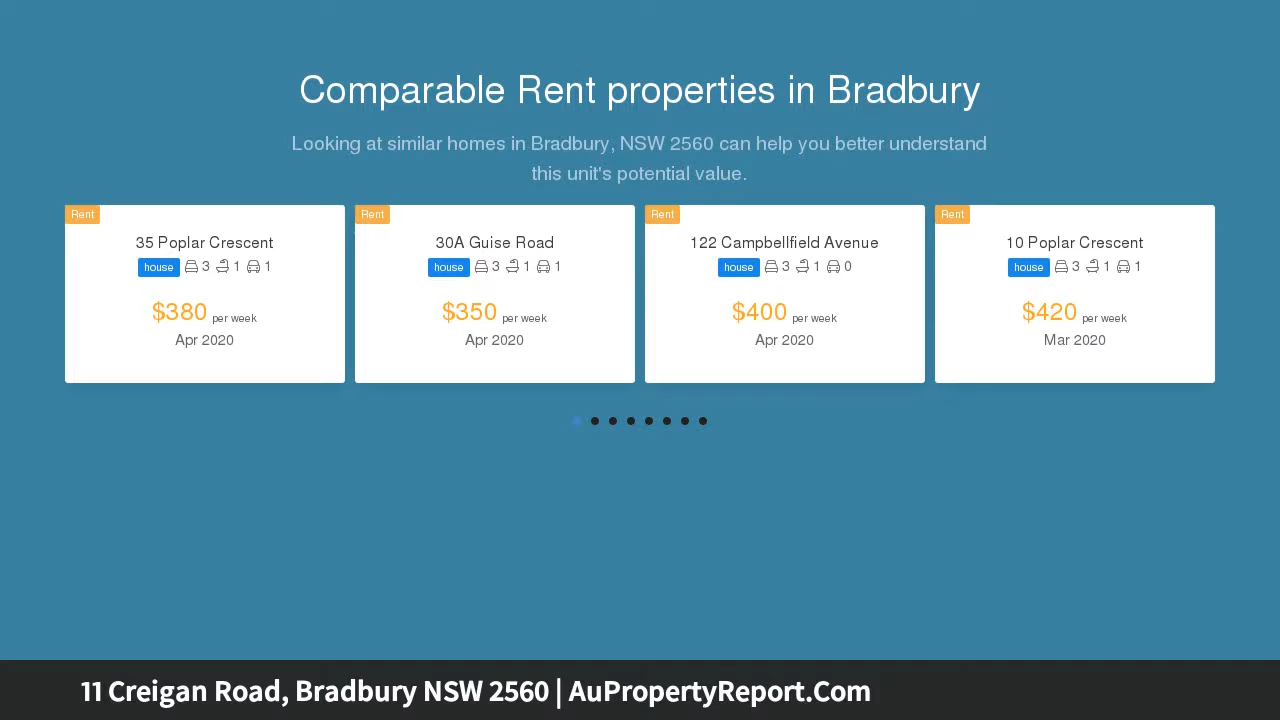 Comparable Rent properties in Bradbury
Looking at similar homes in Bradbury, NSW 2560 can help you better understand
this unit's potential value.
Rent
35 Poplar Crescent
house 3 1 1
$380 per week
Apr 2020
Rent
30A Guise Road
house 3 1 1
$350 per week
Apr 2020
Rent
122 Campbellfield Avenue
house 3 1 0
$400 per week
Apr 2020
Rent
10 Poplar Crescent
house 3 1 1
$420 per week
Mar 2020
11 Creigan Road, Bradbury NSW 2560 | AuPropertyReport.Com